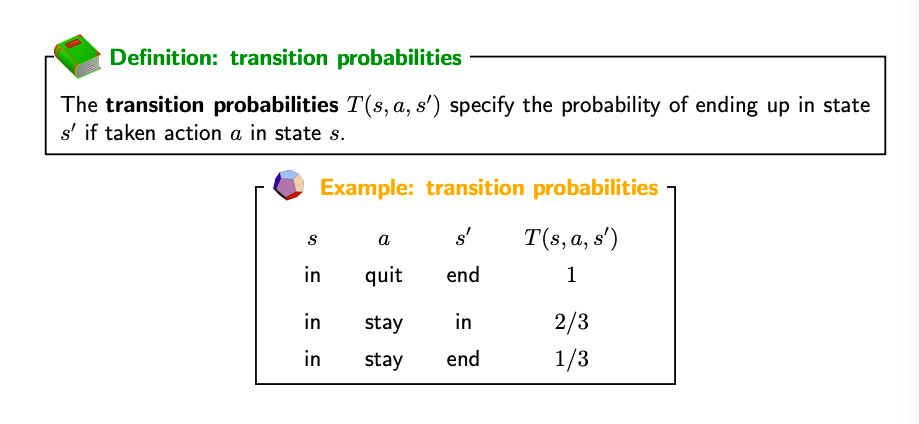 Definition: transition probabilities
The transition probabilities T(s, a, s′) specify the probability of ending up in state
s′ if taken action a in state s.
Example: transition probabilities
s a s′ T(s, a, s′)
in quit end 1
in stay in 2/3
in stay end 1/3